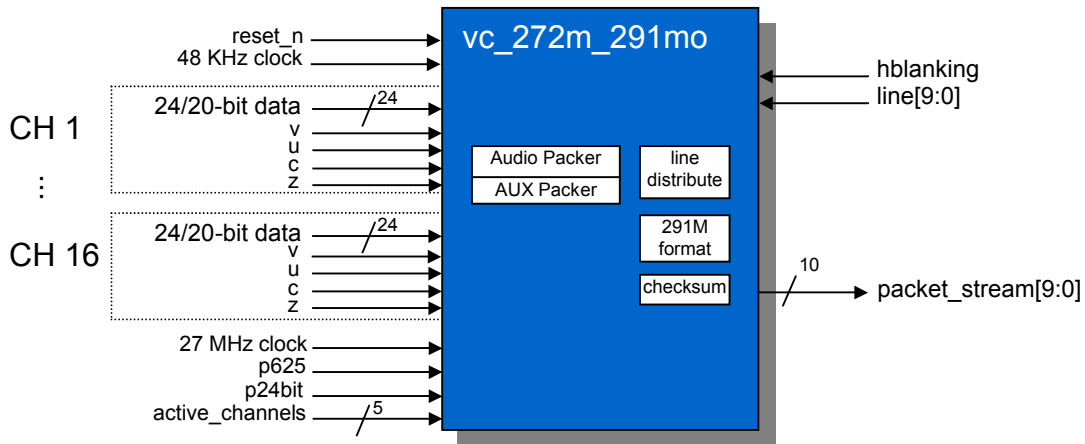 reset_n
48 KHz clock
CH 1
24/20-bit data
24
v
u
c
z
⋮
CH 16
24/20-bit data
24
v
u
c
z
27 MHz clock
p625
p24bit
active_channels
5
vc_272m_291mo
Audio Packer
AUX Packer
line
distribute
291M
format
checksum
hblanking
line[9:0]
10
packet_stream[9:0]